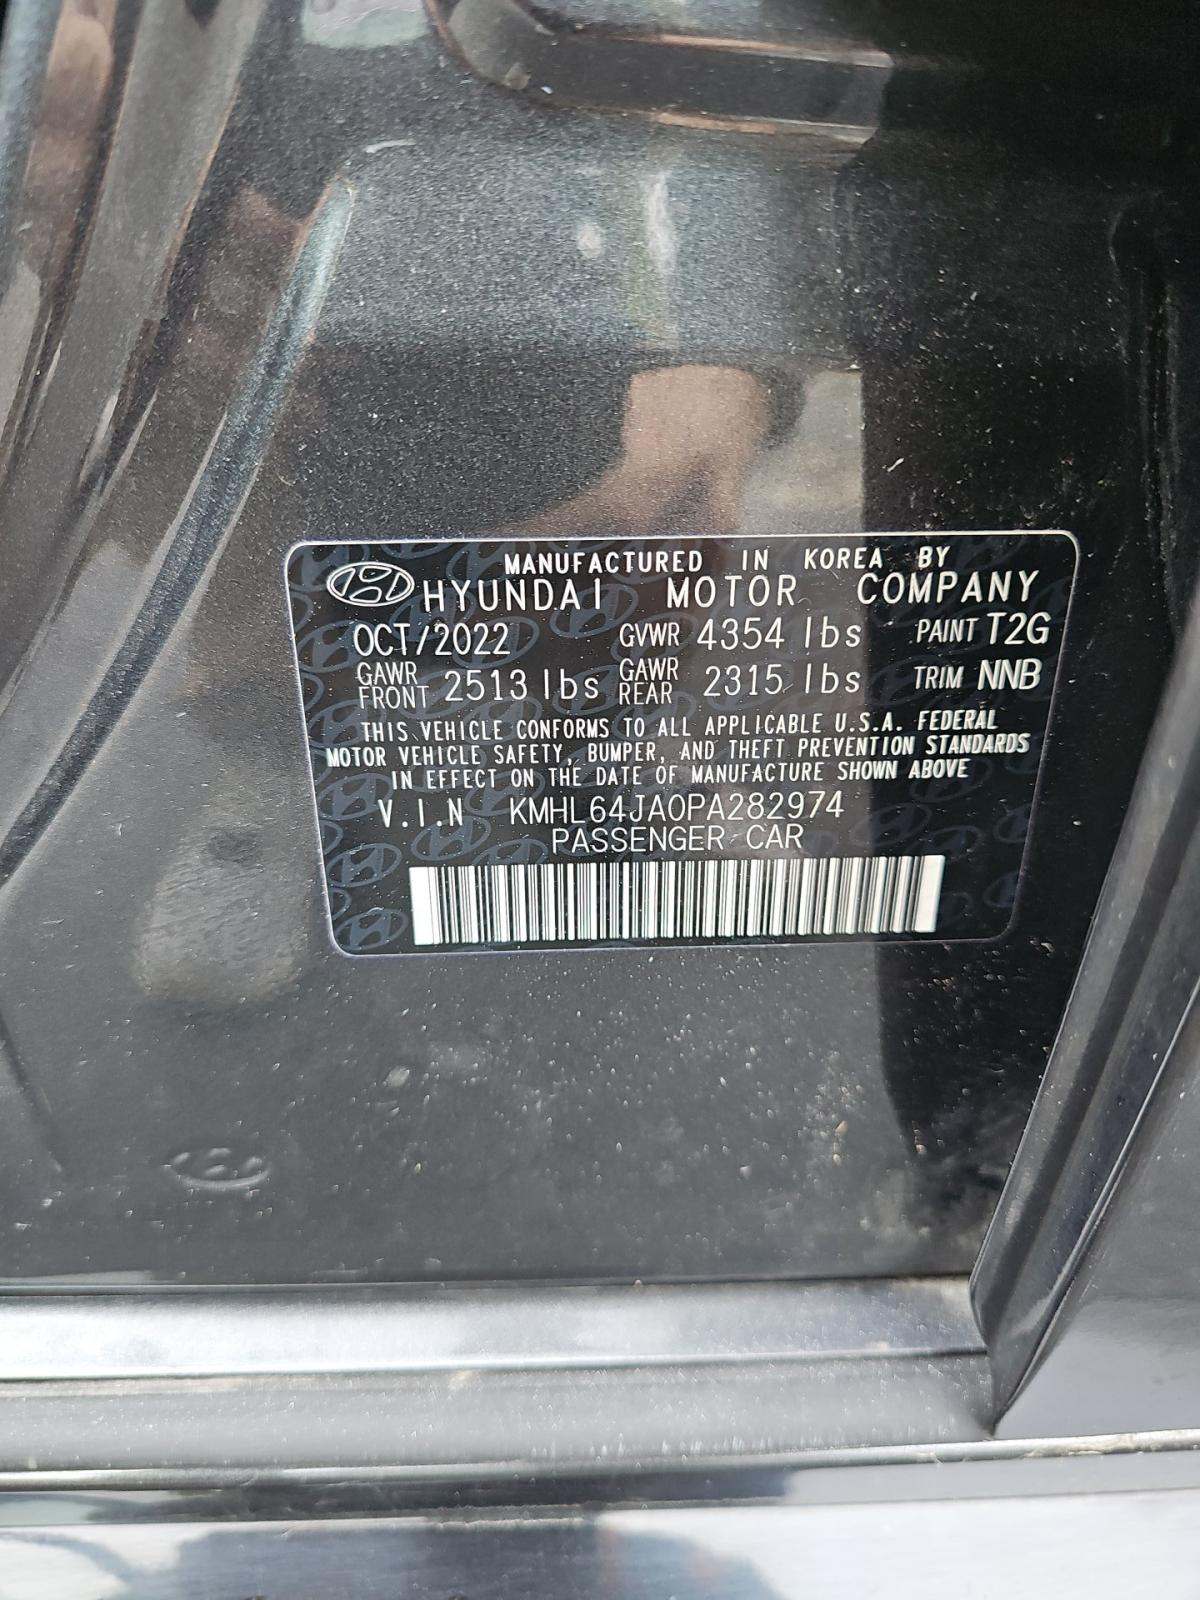 MANUFACTURED IN KOREA BY
HYUNDAI MOTOR COMPANY
OCT/2022 GVWR 4354 lbs PAINT T2G
GAWR FRONT 2513 lbs GAWR REAR 2315 lbs TRIM NNB
THIS VEHICLE CONFORMS TO ALL APPLICABLE U.S.A. FEDERAL
MOTOR VEHICLE SAFETY, BUMPER, AND THEFT PREVENTION STANDARDS
IN EFFECT ON THE DATE OF MANUFACTURE SHOWN ABOVE
V.I.N KMHL64JA0PA282974
PASSENGER CAR